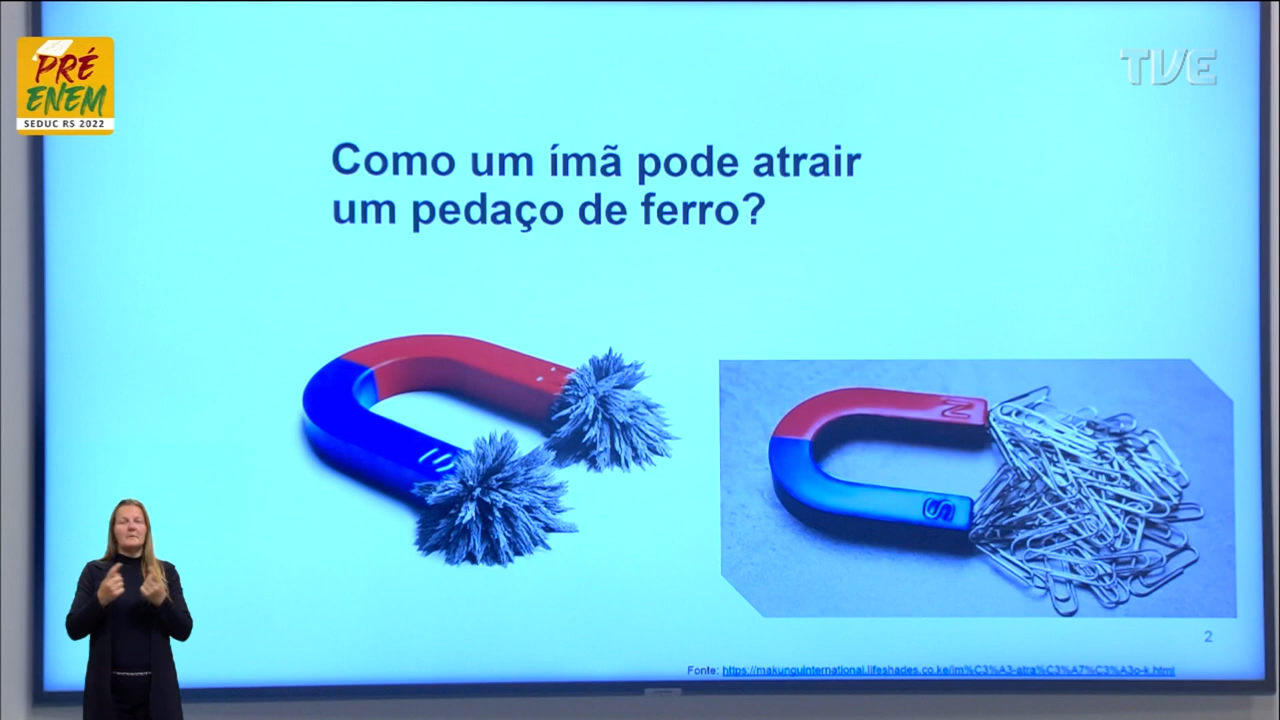 PRÉ
ENEM
SEDUC RS 2022
TVE
Como um ímã pode atrair
um pedaço de ferro?
N
S
2
Fonte: https://makunguinternational.lifeshades.co.ke/im%C3%A3-atra%C3%A7%C3%A3o-k.html